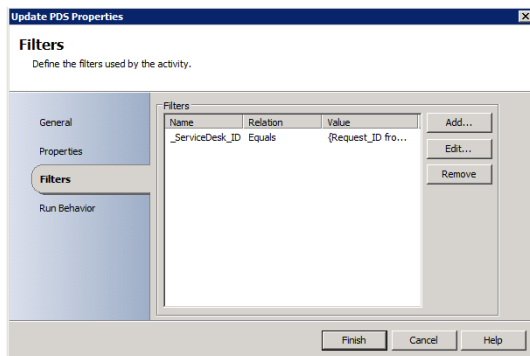 Update PDS Properties
Filters
Define the filters used by the activity.
General
Properties
Filters
Run Behavior
Filters
Name Relation Value
_ServiceDesk_ID Equals {Request_ID fro...
Add...
Edit...
Remove
Finish Cancel Help